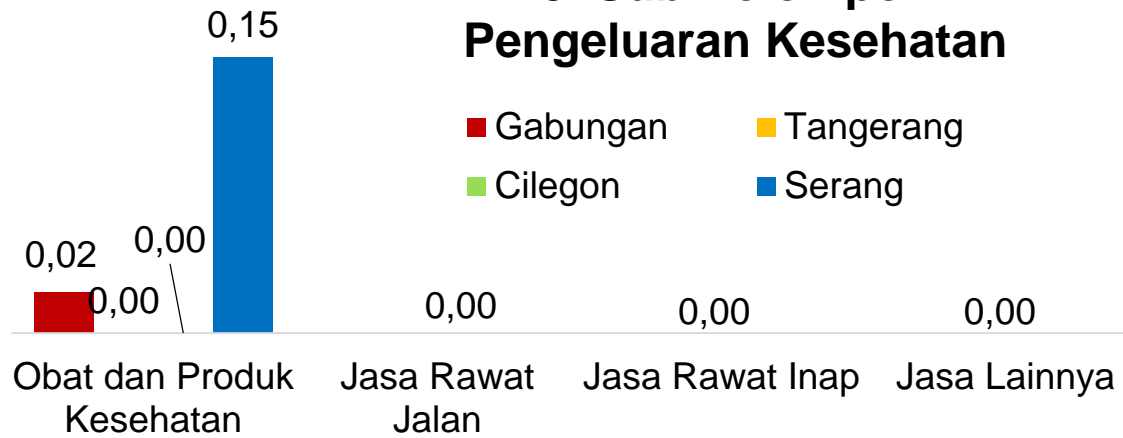 Pengeluaran Kesehatan
Gabungan
Tangerang
Cilegon
Serang
0,15
0,02
0,00
0,00
0,00
0,00
0,00
Obat dan Produk
Kesehatan
Jasa Rawat
Jalan
Jasa Rawat Inap
Jasa Lainnya